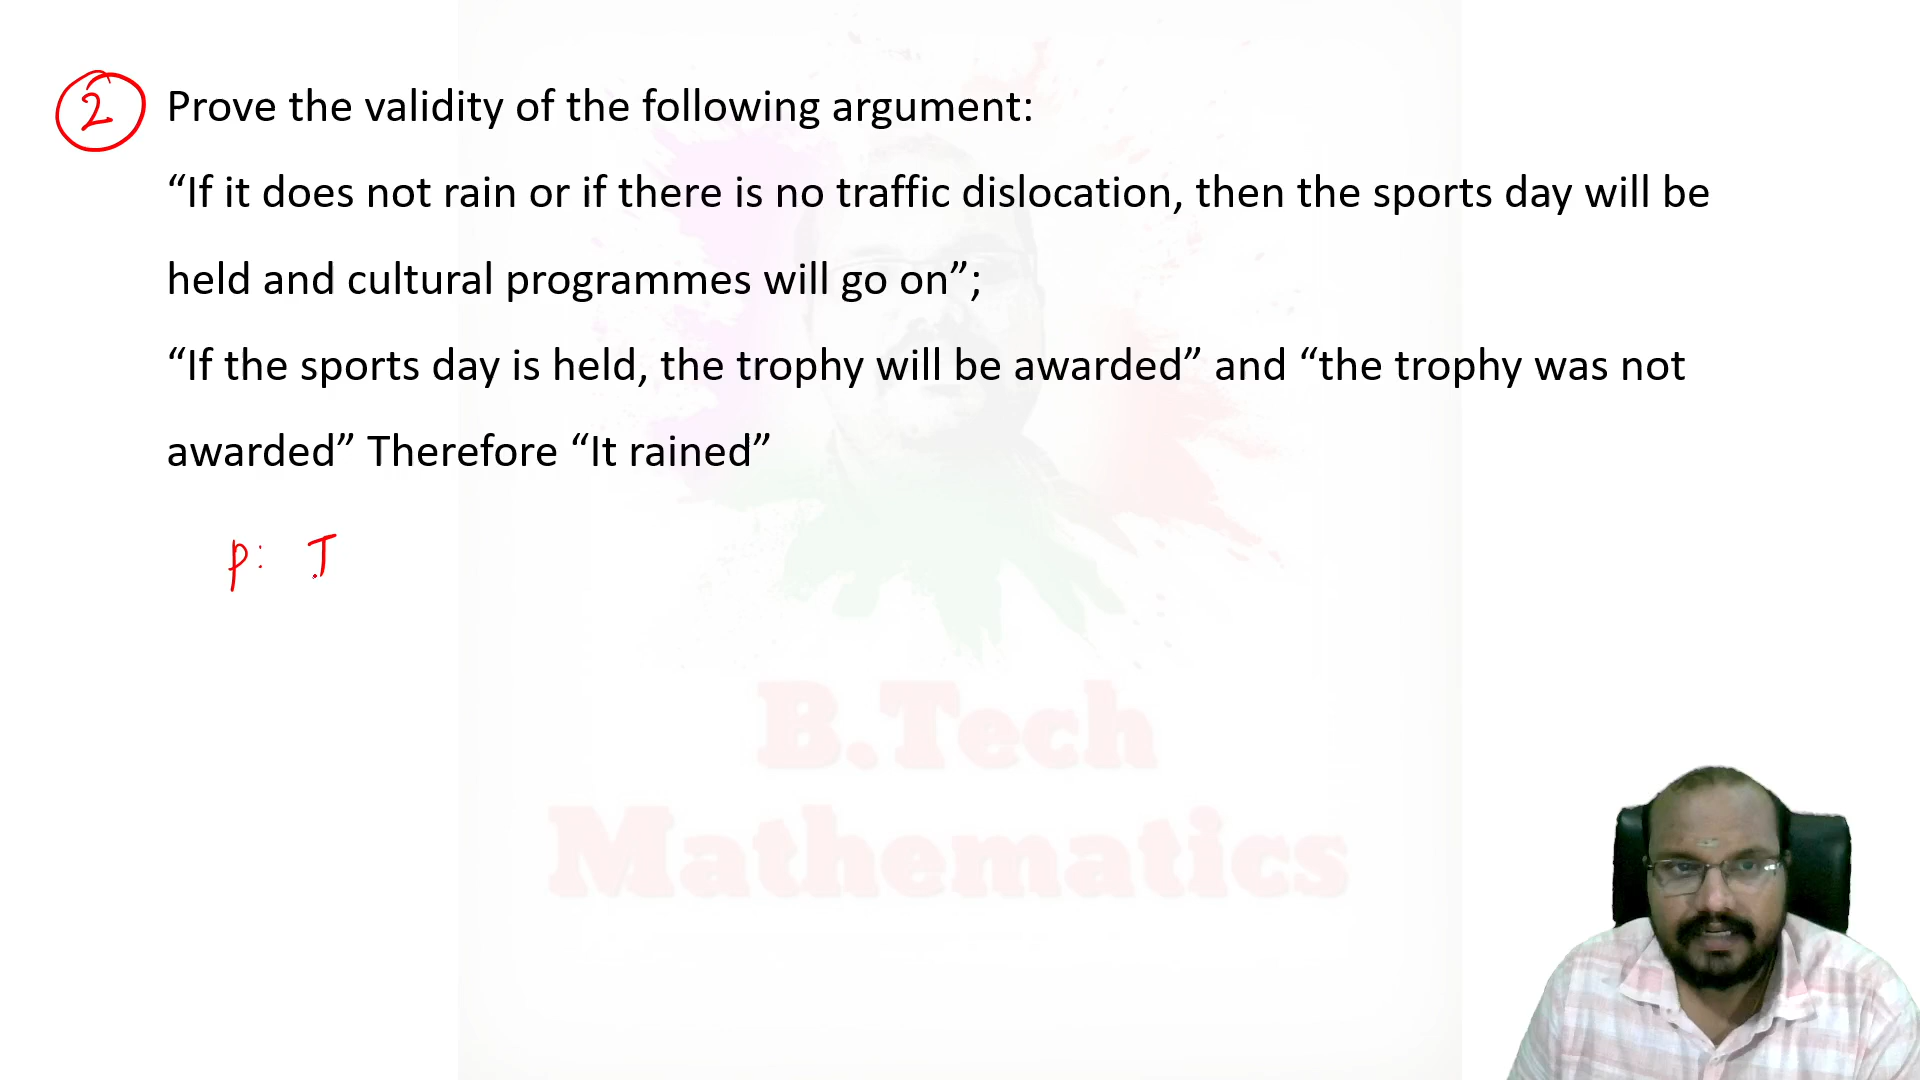 2 Prove the validity of the following argument:
“If it does not rain or if there is no traffic dislocation, then the sports day will be
held and cultural programmes will go on”;
“If the sports day is held, the trophy will be awarded” and “the trophy was not
awarded” Therefore “It rained”
p: I
B.Tech
Mathematics